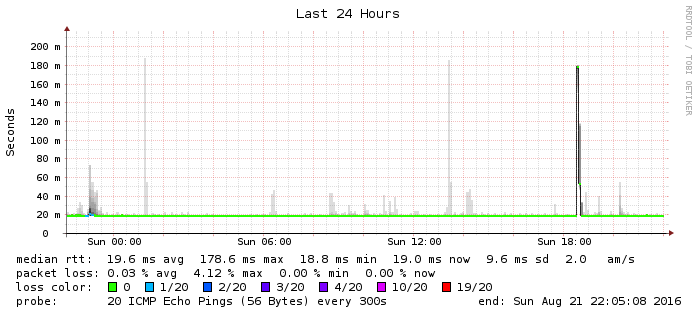 Last 24 Hours
RRDTOOL / TOBI OETIKER
Seconds
200 m
180 m
160 m
140 m
120 m
100 m
80 m
60 m
40 m
20 m
0
Sun 00:00 Sun 06:00 Sun 12:00 Sun 18:00
median rtt: 19.6 ms avg 178.6 ms max 18.8 ms min 19.0 ms now 9.6 ms sd 2.0 am/s
packet loss: 0.03 % avg 4.12 % max 0.00 % min 0.00 % now
loss color: 0 1/20 2/20 3/20 4/20 10/20 19/20
probe: 20 ICMP Echo Pings (56 Bytes) every 300s end: Sun Aug 21 22:05:08 2016